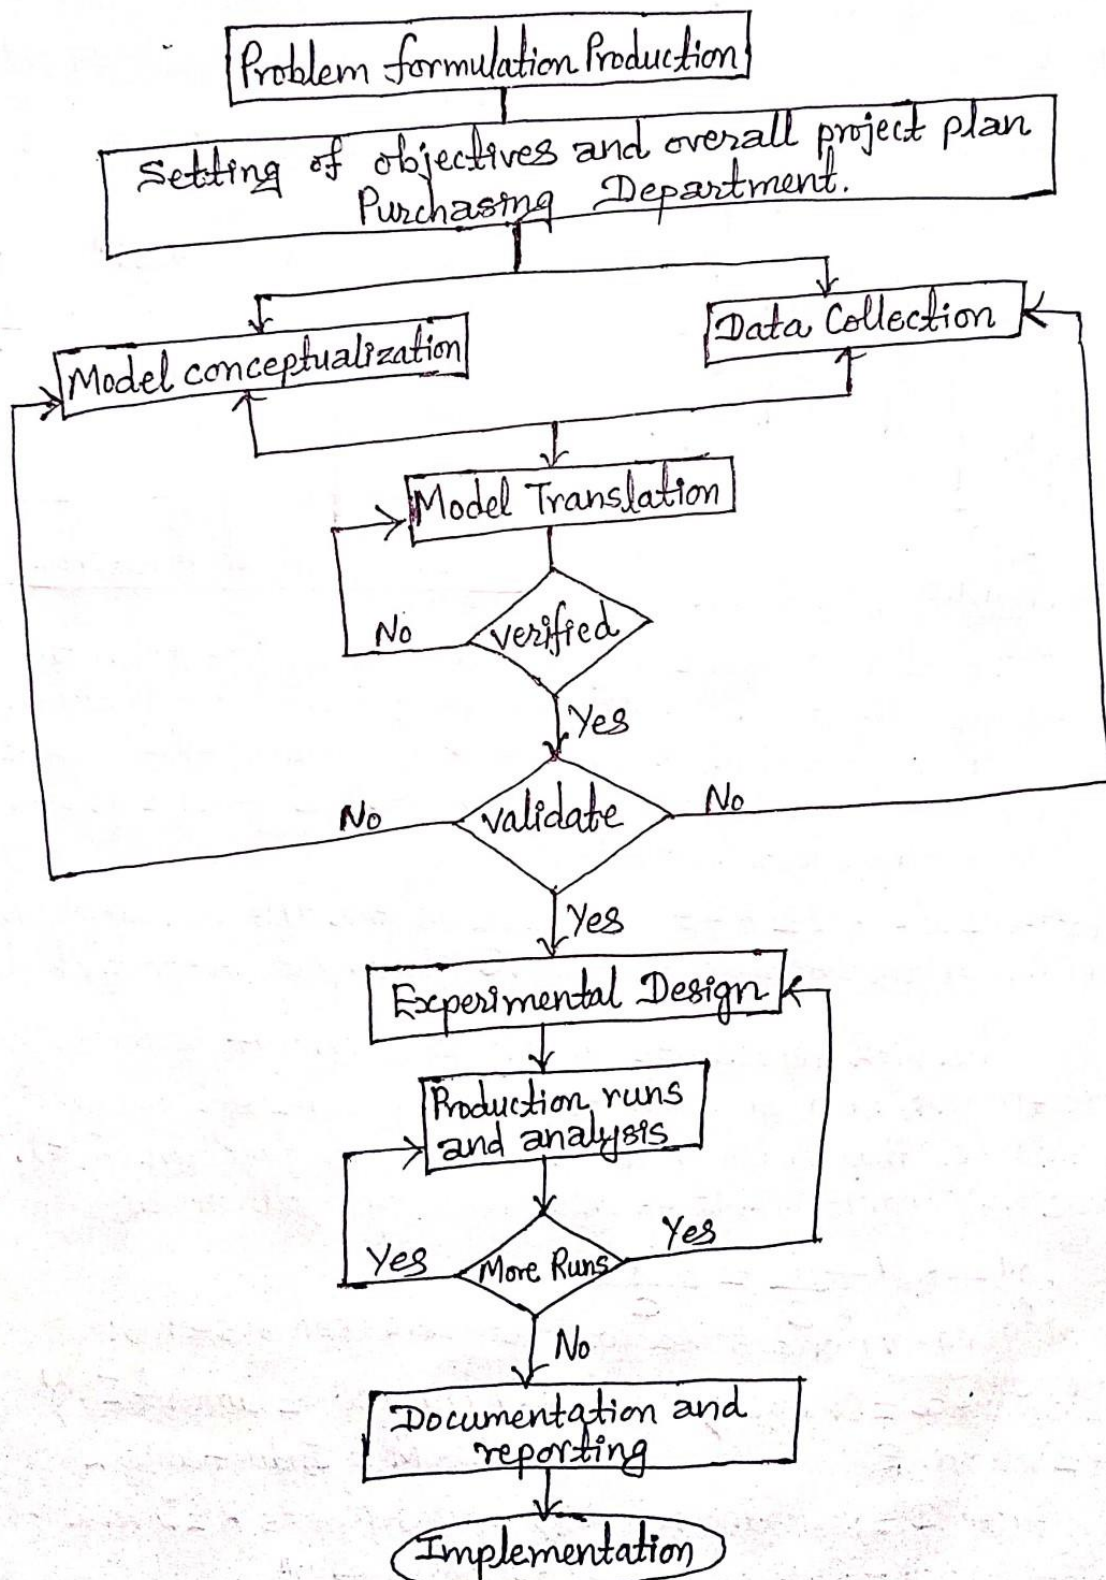 Problem formulation Production
Setting of objectives and overall project plan
Purchasing Department.
Model conceptualization
Data Collection
Model Translation
No
verified
Yes
No
validate
No
Yes
Experimental Design
Production runs
and analysis
Yes
More Runs
Yes
No
Documentation and
reporting
Implementation